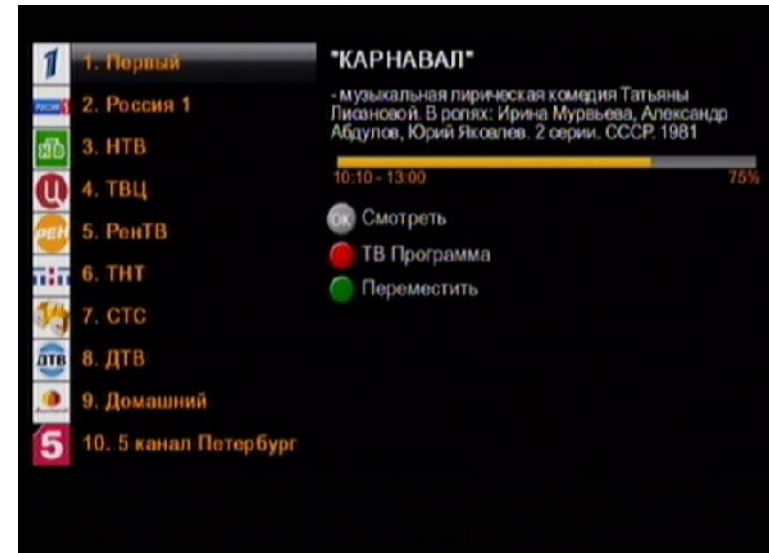 1. Первый
2. Россия 1
3. НТВ
4. ТВЦ
5. РенТВ
6. ТНТ
7. СТС
8. ДТВ
9. Домашний
10. 5 канал Петербург
"КАРНАВАЛ"
- музыкальная лирическая комедия Татьяны
Лиозновой. В ролях: Ирина Муравьева, Александр
Абдулов, Юрий Яковлев. 2 серии. СССР. 1981
10:10 - 13:00
75%
OK Смотреть
ТВ Программа
Переместить